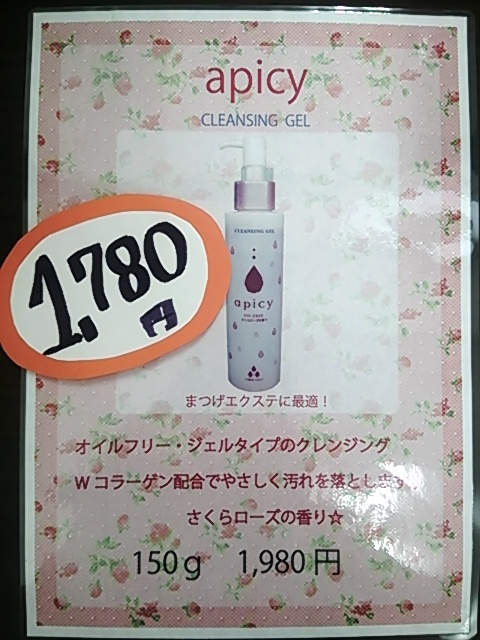 apicy
CLEANSING GEL
CLEANSING GEL
apicy
1,780
円
まつげエクステに最適！
オイルフリー・ジェルタイプのクレンジング
Wコラーゲン配合でやさしく汚れを落とします
さくらローズの香り☆
150g 1,980円